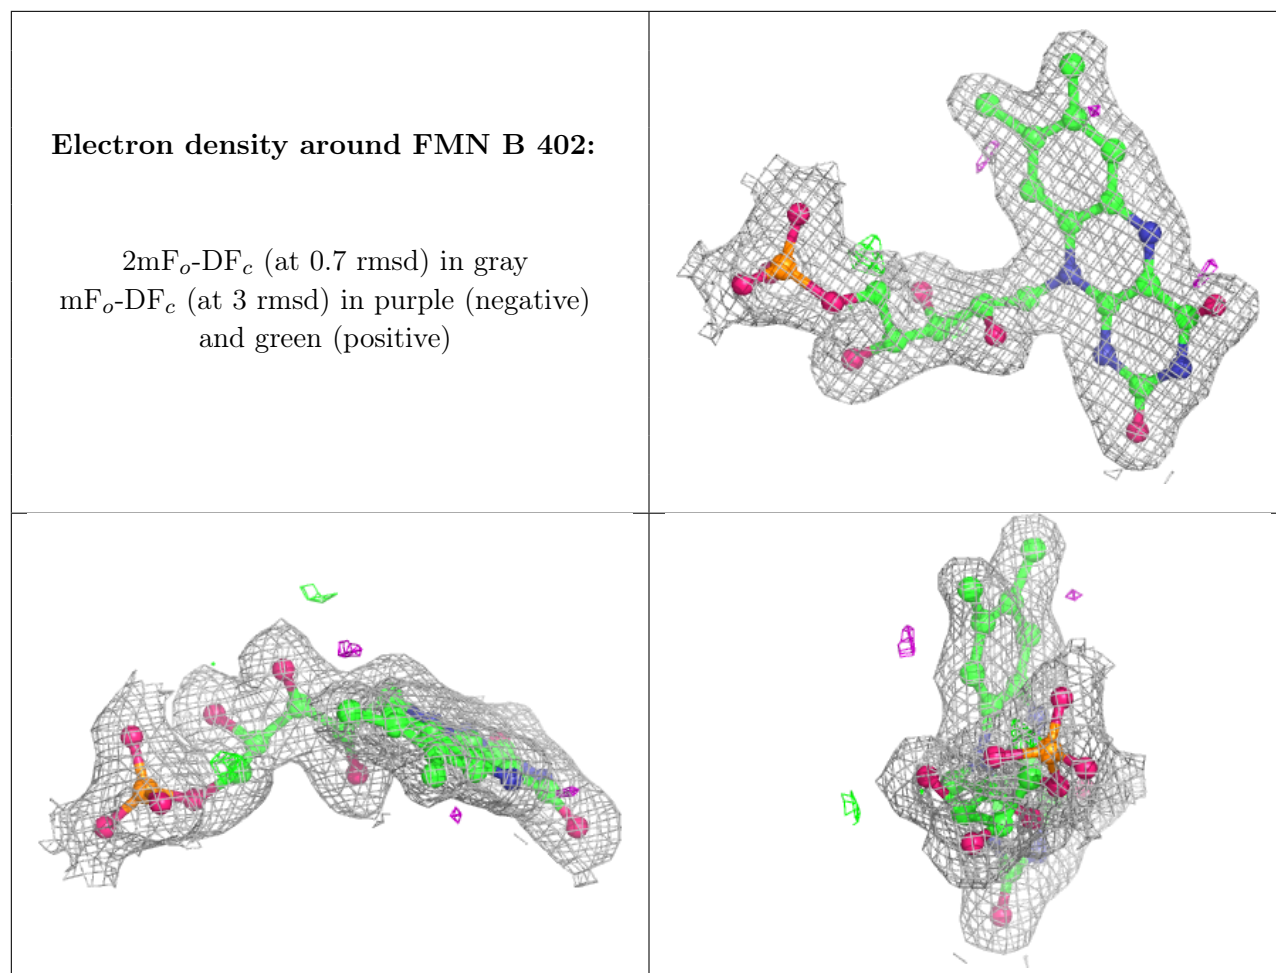 Electron density around FMN B 402:
2mFₒ-DF𝒸 (at 0.7 rmsd) in gray
mFₒ-DF𝒸 (at 3 rmsd) in purple (negative)
and green (positive)